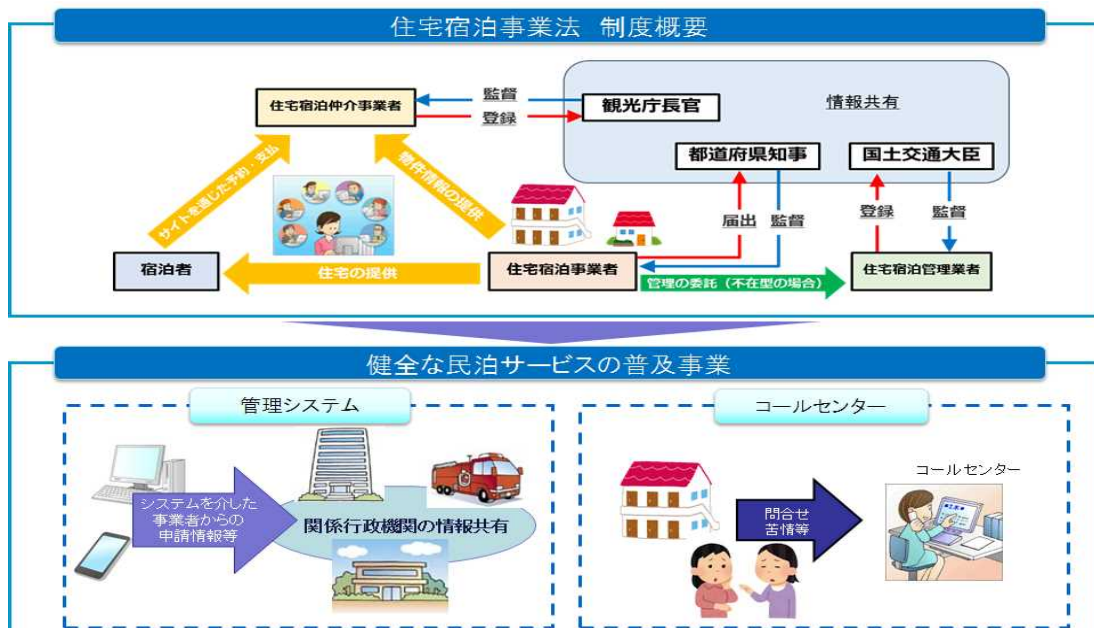 住宅宿泊事業法　制度概要
住宅宿泊仲介事業者
監督
登録
観光庁長官
情報共有
都道府県知事
国土交通大臣
サイトを通じた予約・支払
物件情報の提供
届出
監督
登録
監督
宿泊者
住宅の提供
住宅宿泊事業者
管理の委託（不在型の場合）
住宅宿泊管理業者
健全な民泊サービスの普及事業
管理システム
コールセンター
システムを介した
事業者からの
申請情報等
関係行政機関の情報共有
問合せ
苦情等
コールセンター